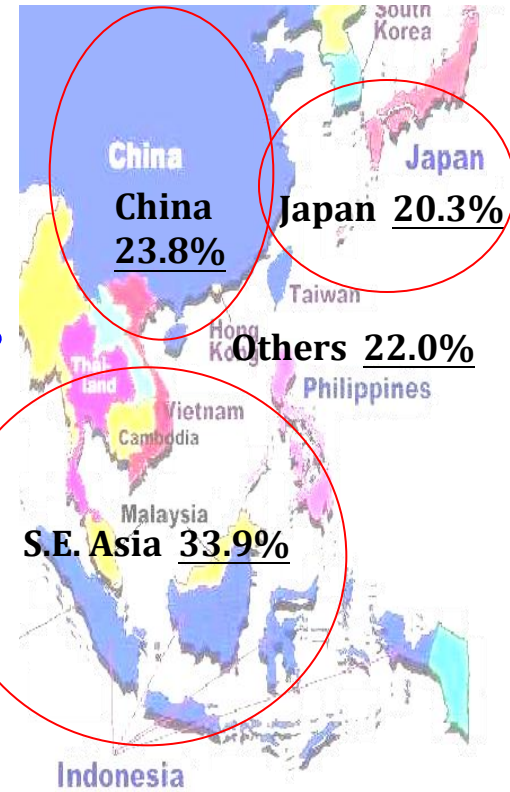 South
Korea
China
Japan
China
23.8%
Japan 20.3%
Taiwan
Hong
Kong
Others 22.0%
Thai-
land
Philippines
Vietnam
Cambodia
Malaysia
S.E. Asia 33.9%
Indonesia